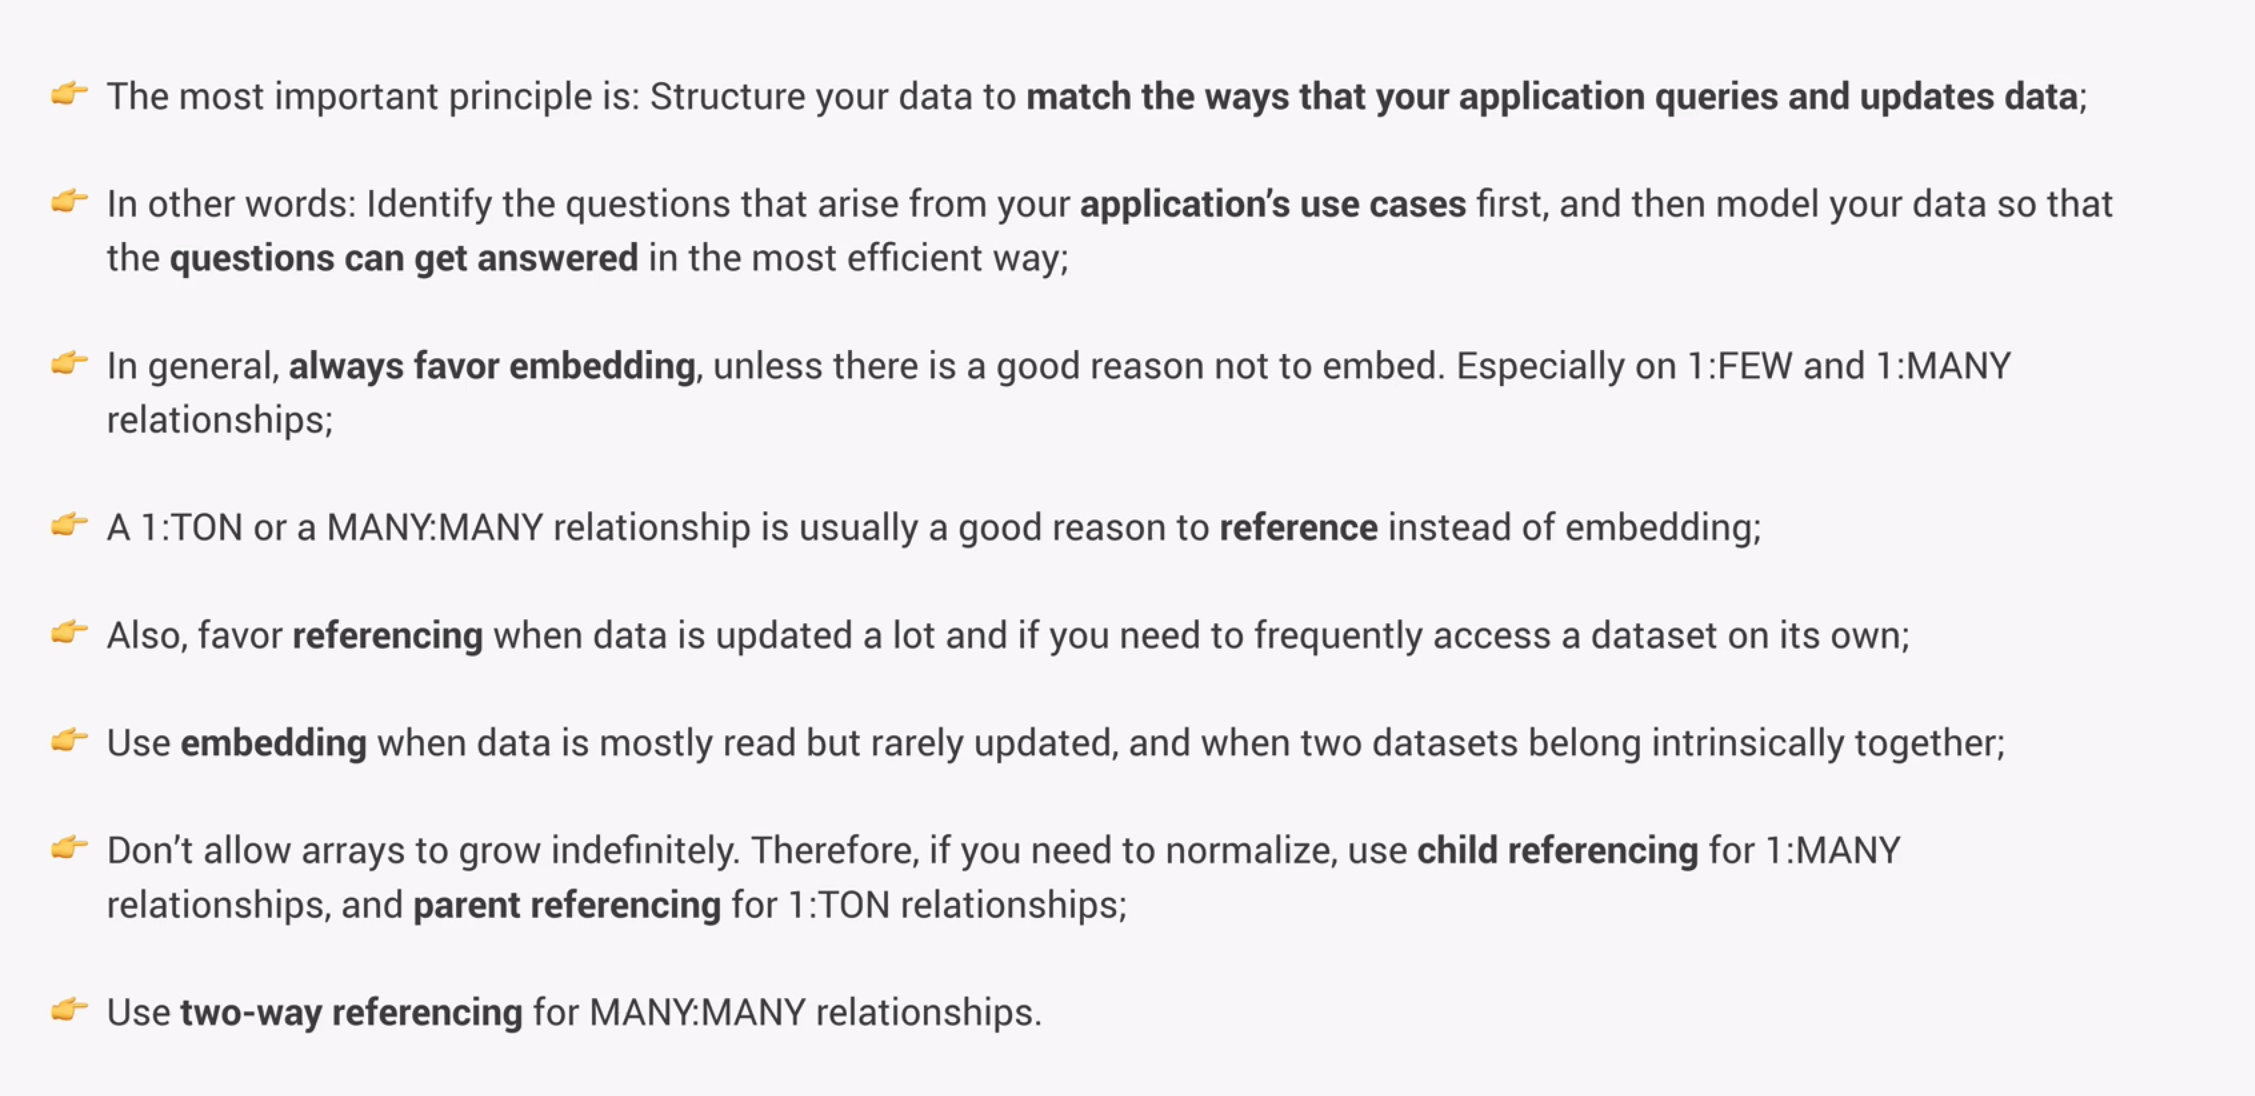 👉 The most important principle is: Structure your data to match the ways that your application queries and updates data;
👉 In other words: Identify the questions that arise from your application’s use cases first, and then model your data so that
the questions can get answered in the most efficient way;
👉 In general, always favor embedding, unless there is a good reason not to embed. Especially on 1:FEW and 1:MANY
relationships;
👉 A 1:TON or a MANY:MANY relationship is usually a good reason to reference instead of embedding;
👉 Also, favor referencing when data is updated a lot and if you need to frequently access a dataset on its own;
👉 Use embedding when data is mostly read but rarely updated, and when two datasets belong intrinsically together;
👉 Don’t allow arrays to grow indefinitely. Therefore, if you need to normalize, use child referencing for 1:MANY
relationships, and parent referencing for 1:TON relationships;
👉 Use two-way referencing for MANY:MANY relationships.